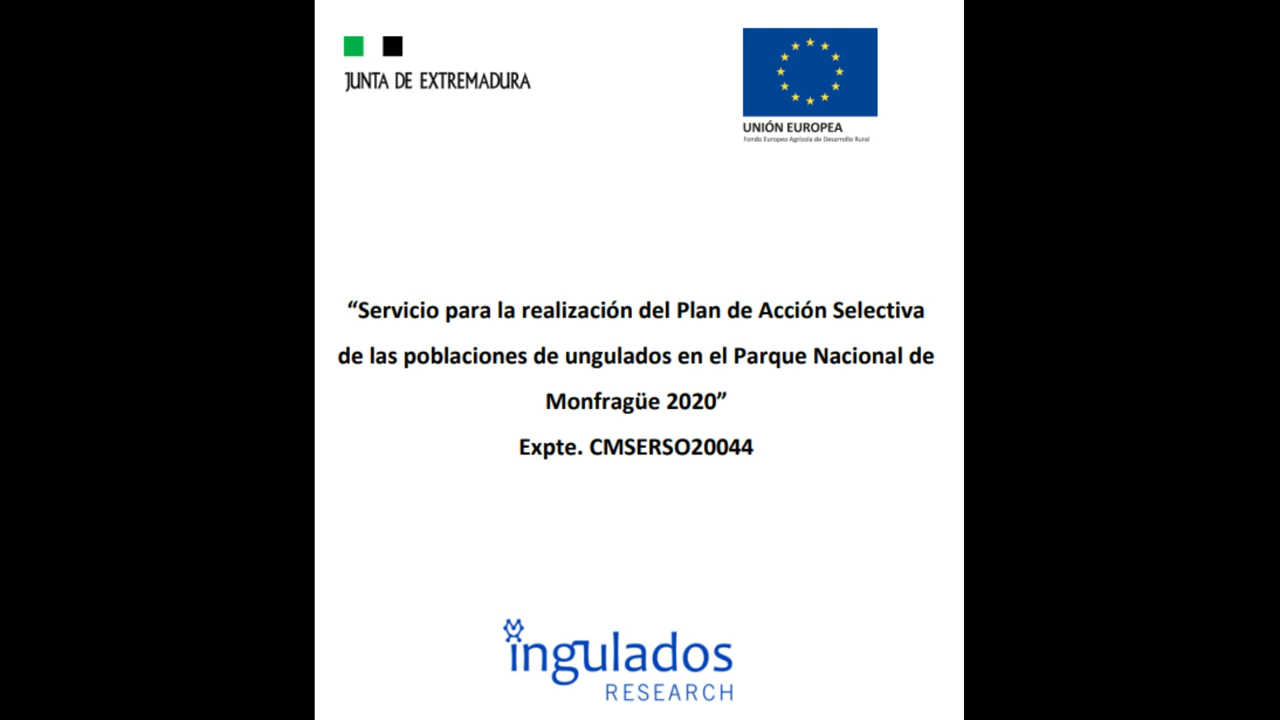 JUNTA DE EXTREMADURA
UNIÓN EUROPEA
Fondo Europeo Agrícola de Desarrollo Rural
“Servicio para la realización del Plan de Acción Selectiva
de las poblaciones de ungulados en el Parque Nacional de
Monfragüe 2020”
Expte. CMSERSO20044
ingulados
RESEARCH